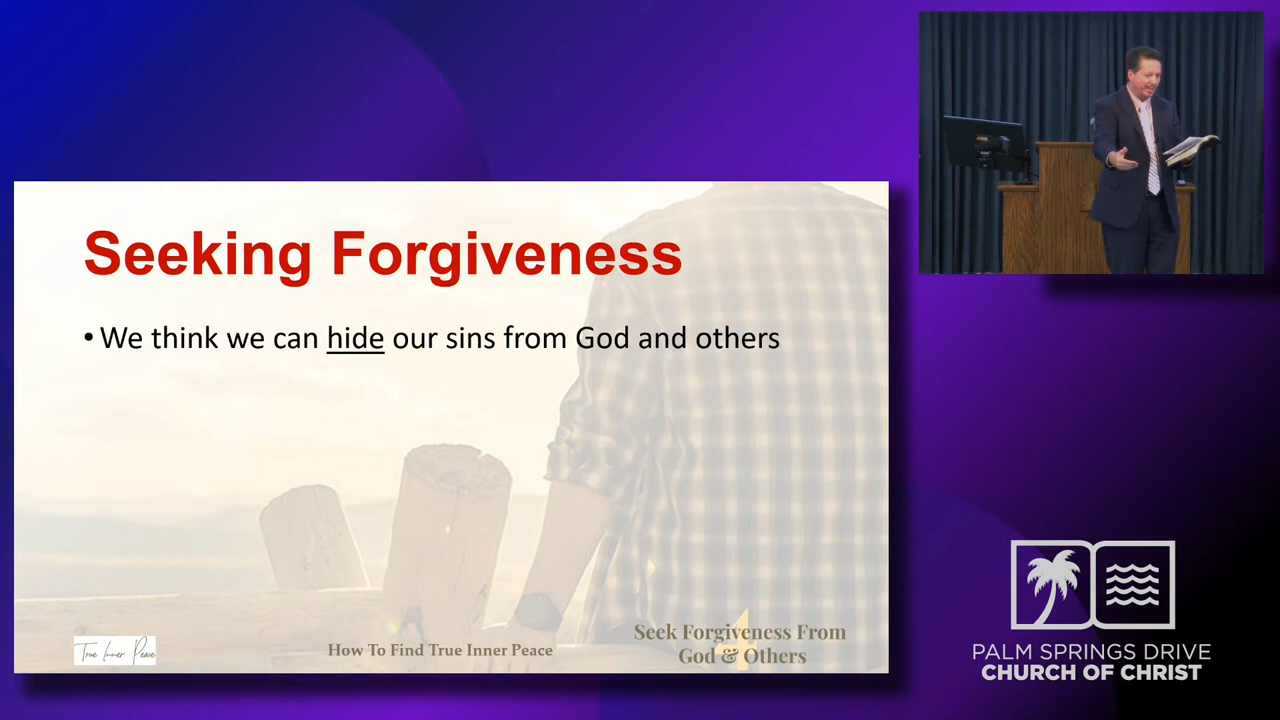 Seeking Forgiveness
• We think we can hide our sins from God and others
True Inner Peace
How To Find True Inner Peace
Seek Forgiveness From
God & Others
4
PALM SPRINGS DRIVE
CHURCH OF CHRIST